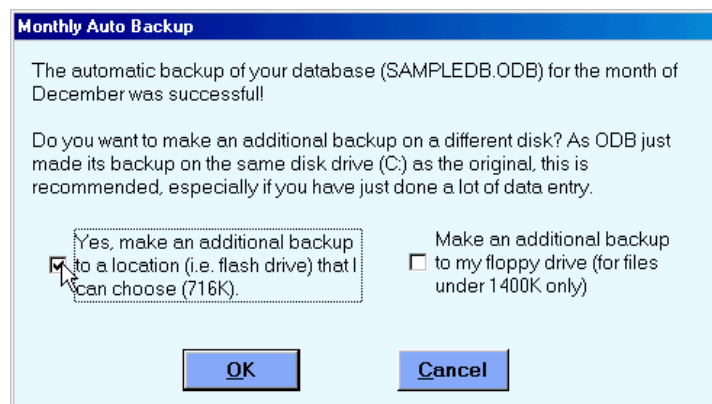 Monthly Auto Backup
The automatic backup of your database (SAMPLEDB.ODB) for the month of
December was successful!
Do you want to make an additional backup on a different disk? As ODB just
made its backup on the same disk drive (C:) as the original, this is
recommended, especially if you have just done a lot of data entry.
Yes, make an additional backup
to a location (i.e. flash drive) that I
can choose (716K).
Make an additional backup
to my floppy drive (for files
under 1400K only)
OK
Cancel